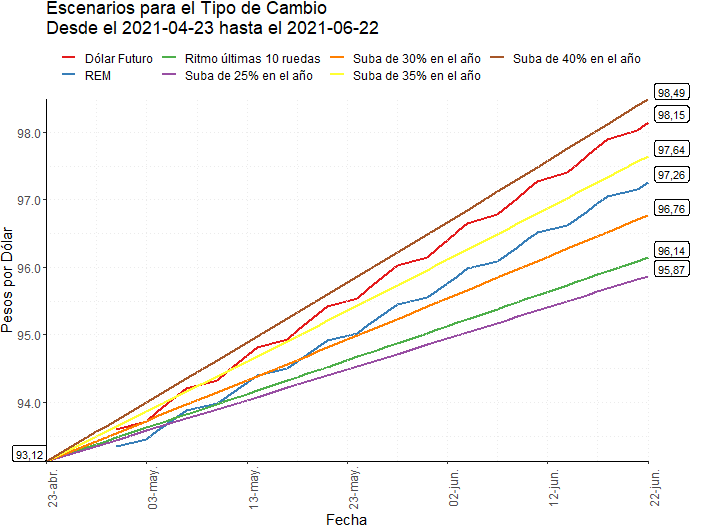 Escenarios para el Tipo de Cambio
Desde el 2021-04-23 hasta el 2021-06-22
Dólar Futuro
Ritmo últimas 10 ruedas
Suba de 30% en el año
Suba de 40% en el año
REM
Suba de 25% en el año
Suba de 35% en el año
98,49
98,15
97,64
97,26
96,76
96,14
95,87
98.0
97.0
96.0
95.0
94.0
93,12
Pesos por Dólar
23-abr.
03-may.
13-may.
23-may.
02-jun.
12-jun.
22-jun.
Fecha